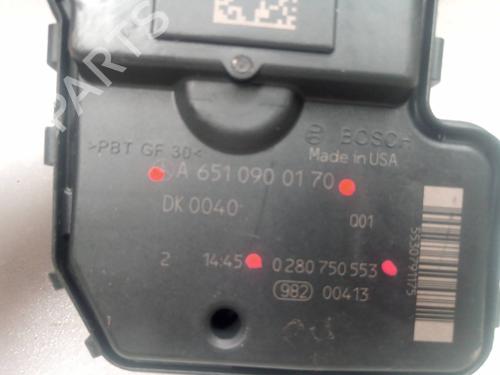 PARTS
>PBT GF 30<
BOSCH
Made in USA
A 651 090 01 70
DK 0040
001
2 14:45 0 280 750 553
982 00413
5530791175